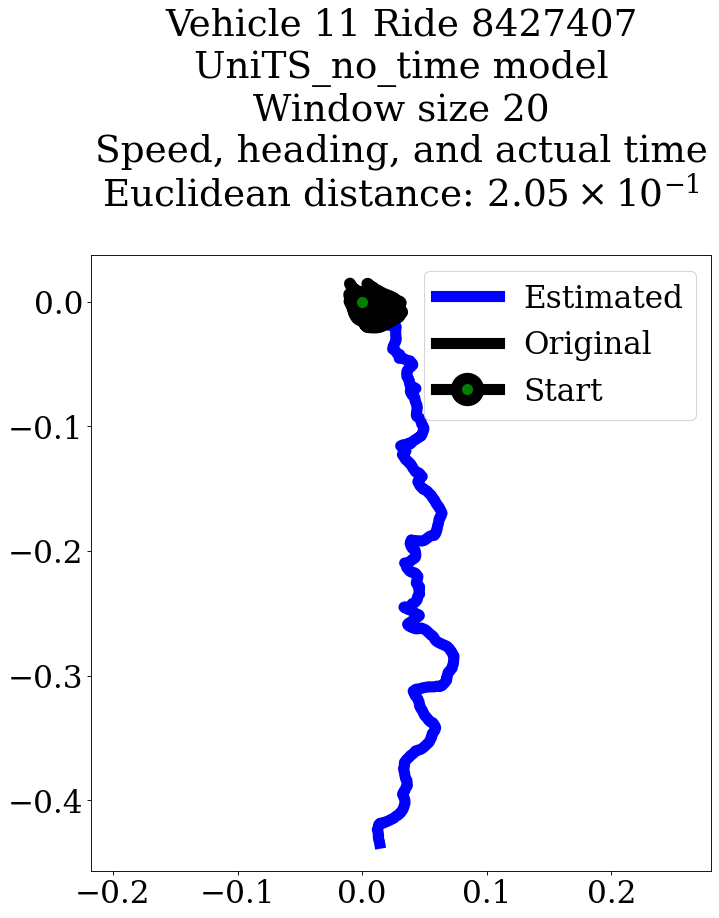 Vehicle 11 Ride 8427407
UniTS_no_time model
Window size 20
Speed, heading, and actual time
Euclidean distance: 2.05 × 10⁻¹
Estimated
Original
Start
0.0
−0.1
−0.2
−0.3
−0.4
−0.2
−0.1
0.0
0.1
0.2